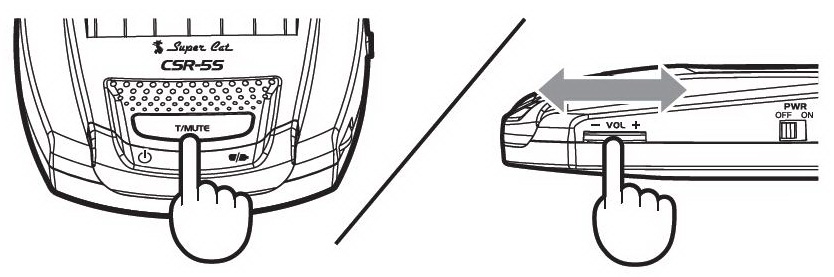 Super Cat
CSR-5S
T/MUTE
− VOL +
PWR
OFF ON